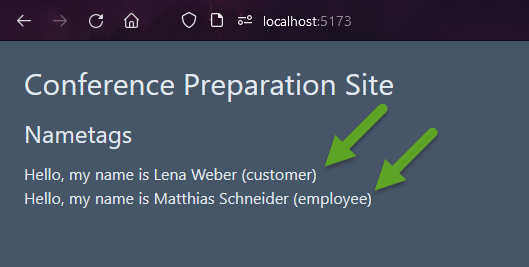 localhost:5173
Conference Preparation Site
Nametags
Hello, my name is Lena Weber (customer)
Hello, my name is Matthias Schneider (employee)